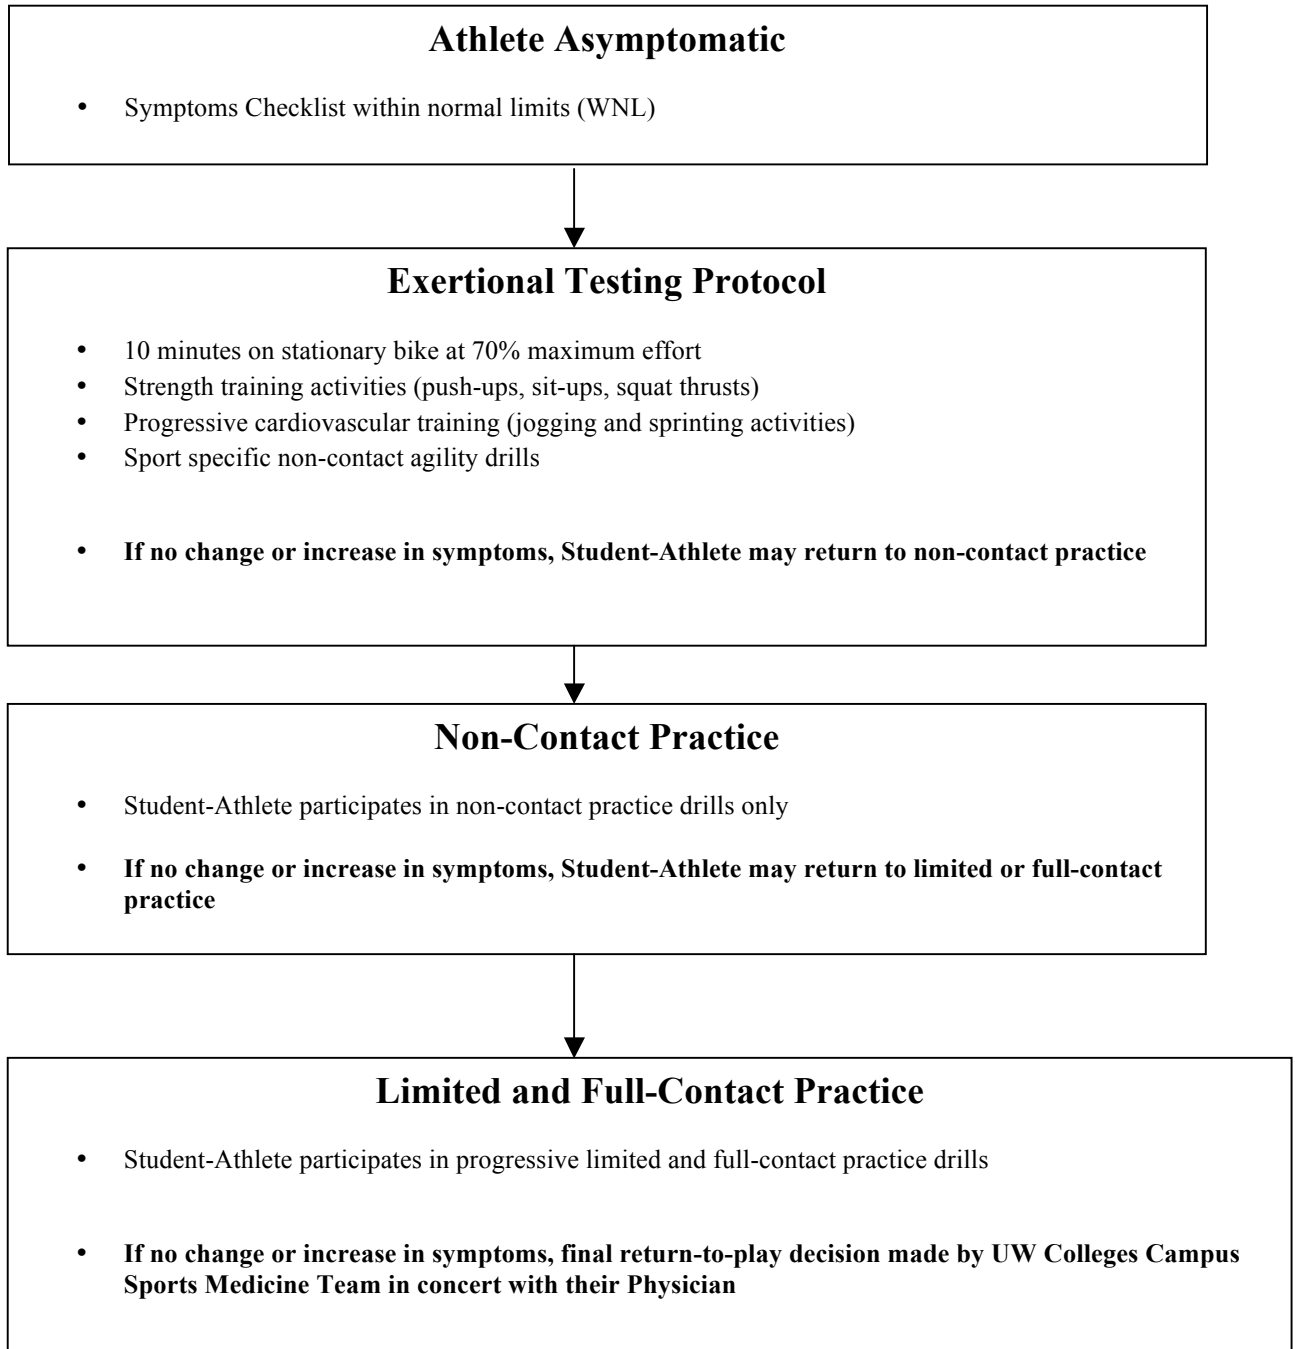 Athlete Asymptomatic
• Symptoms Checklist within normal limits (WNL)
Exertional Testing Protocol
• 10 minutes on stationary bike at 70% maximum effort
• Strength training activities (push-ups, sit-ups, squat thrusts)
• Progressive cardiovascular training (jogging and sprinting activities)
• Sport specific non-contact agility drills
• If no change or increase in symptoms, Student-Athlete may return to non-contact practice
Non-Contact Practice
• Student-Athlete participates in non-contact practice drills only
• If no change or increase in symptoms, Student-Athlete may return to limited or full-contact
practice
Limited and Full-Contact Practice
• Student-Athlete participates in progressive limited and full-contact practice drills
• If no change or increase in symptoms, final return-to-play decision made by UW Colleges Campus
Sports Medicine Team in concert with their Physician